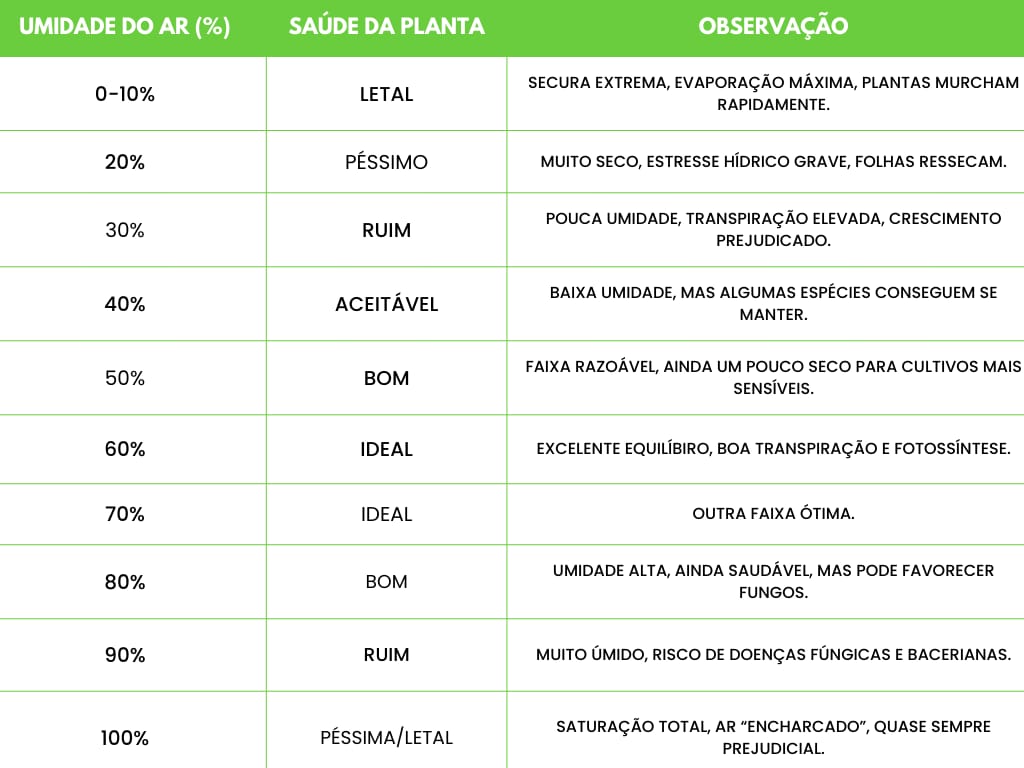 UMIDADE DO AR (%) SAÚDE DA PLANTA OBSERVAÇÃO
0-10% LETAL SECURA EXTREMA, EVAPORAÇÃO MÁXIMA, PLANTAS MURCHAM
RAPIDAMENTE.
20% PÉSSIMO MUITO SECO, ESTRESSE HÍDRICO GRAVE, FOLHAS RESSECAM.
30% RUIM POUCA UMIDADE, TRANSPIRAÇÃO ELEVADA, CRESCIMENTO
PREJUDICADO.
40% ACEITÁVEL BAIXA UMIDADE, MAS ALGUMAS ESPÉCIES CONSEGUEM SE
MANTER.
50% BOM FAIXA RAZOÁVEL, AINDA UM POUCO SECO PARA CULTIVOS MAIS
SENSÍVEIS.
60% IDEAL EXCELENTE EQUILÍBIRO, BOA TRANSPIRAÇÃO E FOTOSSÍNTESE.
70% IDEAL OUTRA FAIXA ÓTIMA.
80% BOM UMIDADE ALTA, AINDA SAUDÁVEL, MAS PODE FAVORECER
FUNGOS.
90% RUIM MUITO ÚMIDO, RISCO DE DOENÇAS FÚNGICAS E BACERIANAS.
100% PÉSSIMA/LETAL SATURAÇÃO TOTAL, AR “ENCHARCADO”, QUASE SEMPRE
PREJUDICIAL.